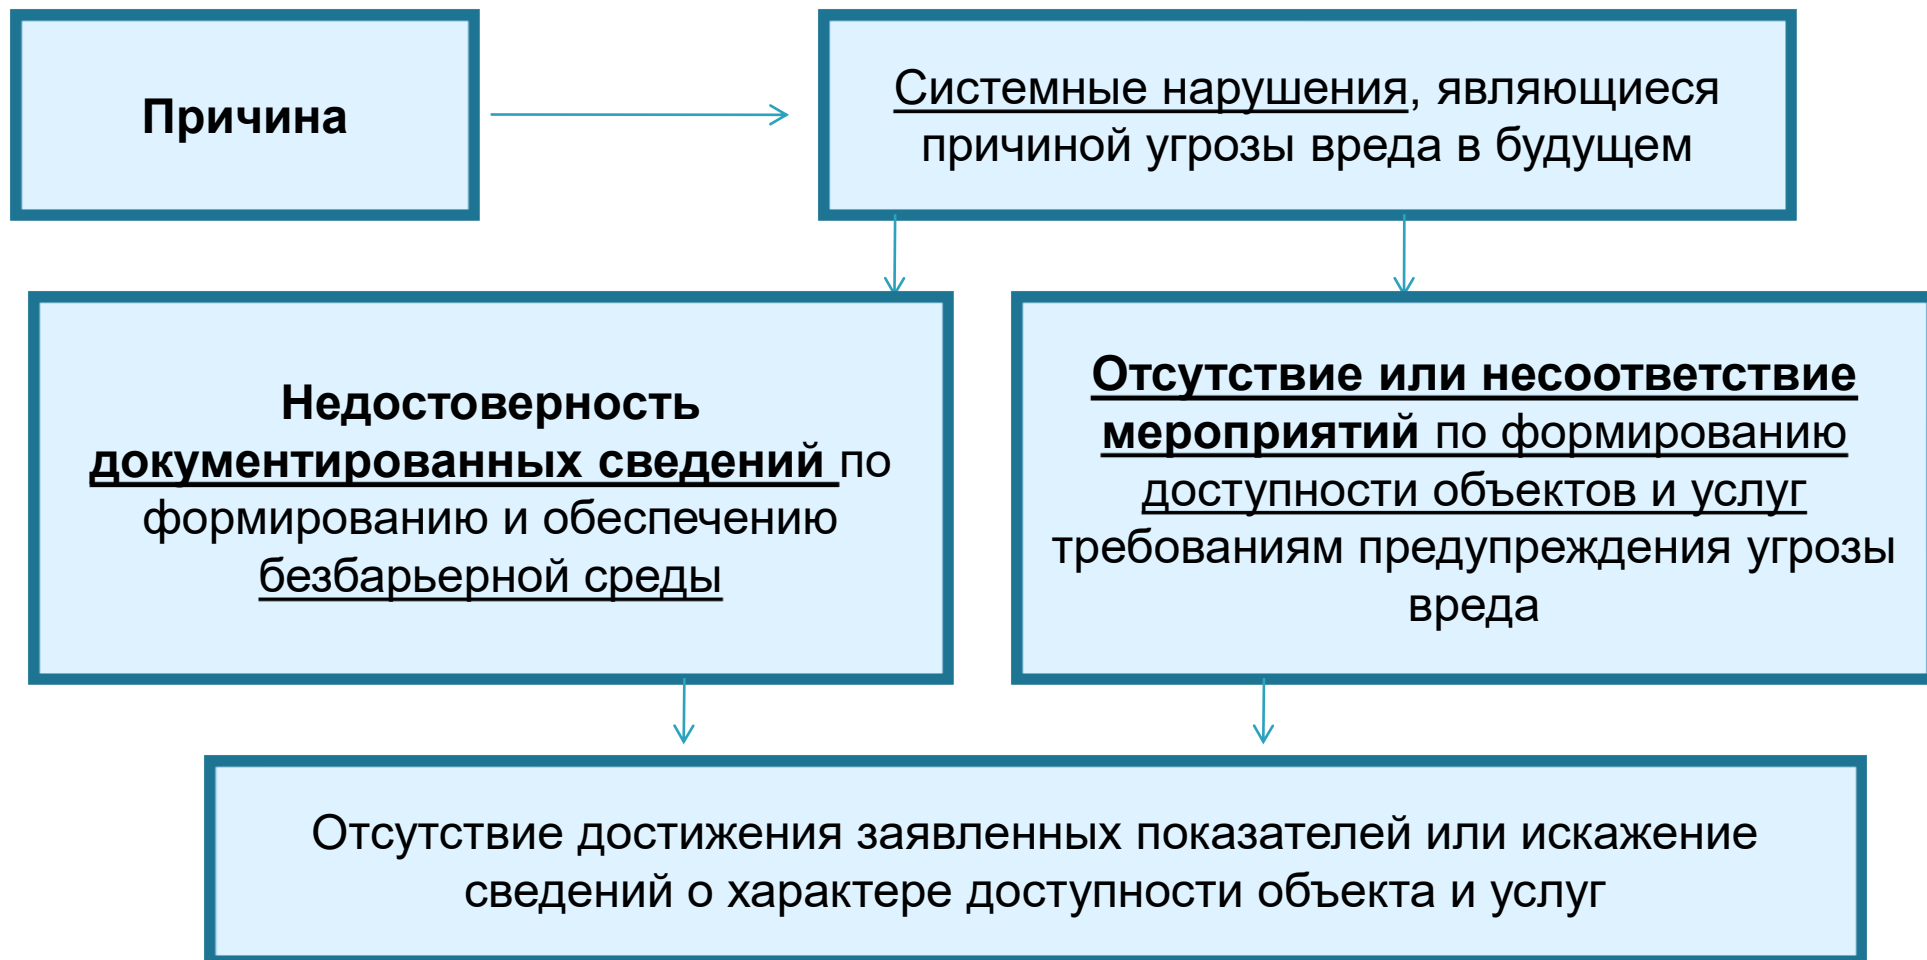 Причина
Системные нарушения, являющиеся
причиной угрозы вреда в будущем
Недостоверность
документированных сведений по
формированию и обеспечению
безбарьерной среды
Отсутствие или несоответствие
мероприятий по формированию
доступности объектов и услуг
требованиям предупреждения угрозы
вреда
Отсутствие достижения заявленных показателей или искажение
сведений о характере доступности объекта и услуг